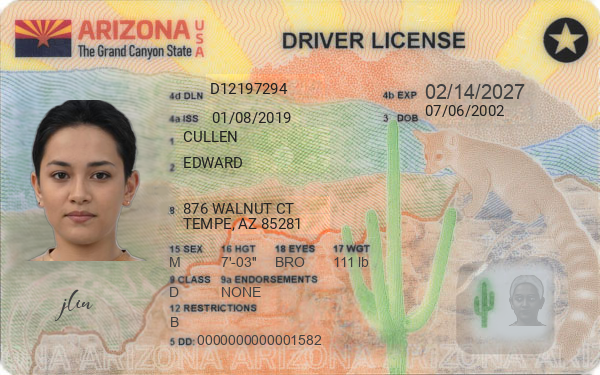 ARIZONA USA
The Grand Canyon State
DRIVER LICENSE
4d DLN D12197294
4b EXP 02/14/2027
4a ISS 01/08/2019
3 DOB 07/06/2002
1 CULLEN
2 EDWARD
8 876 WALNUT CT
TEMPE, AZ 85281
15 SEX 16 HGT 18 EYES 17 WGT
M 7'-03" BRO 111 lb
9 CLASS 9a ENDORSEMENTS
D NONE
12 RESTRICTIONS
B
5 DD: 0000000000001582
ARIZONA ARIZONA ARIZONA ARIZONA